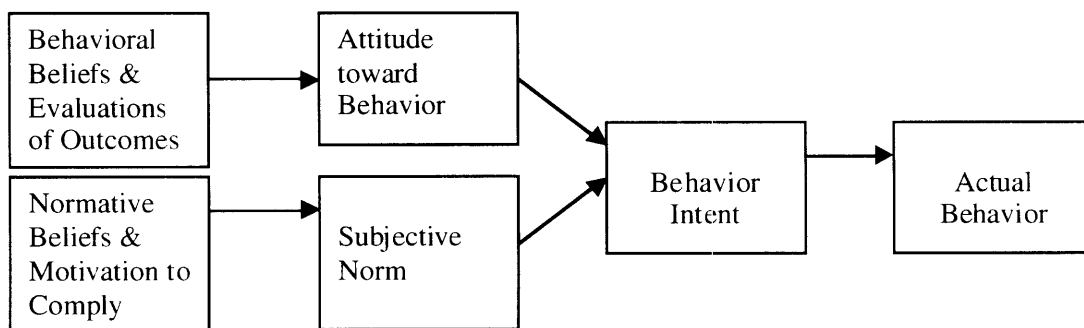 Behavioral
Beliefs &
Evaluations
of Outcomes
Attitude
toward
Behavior
Normative
Beliefs &
Motivation to
Comply
Subjective
Norm
Behavior
Intent
Actual
Behavior